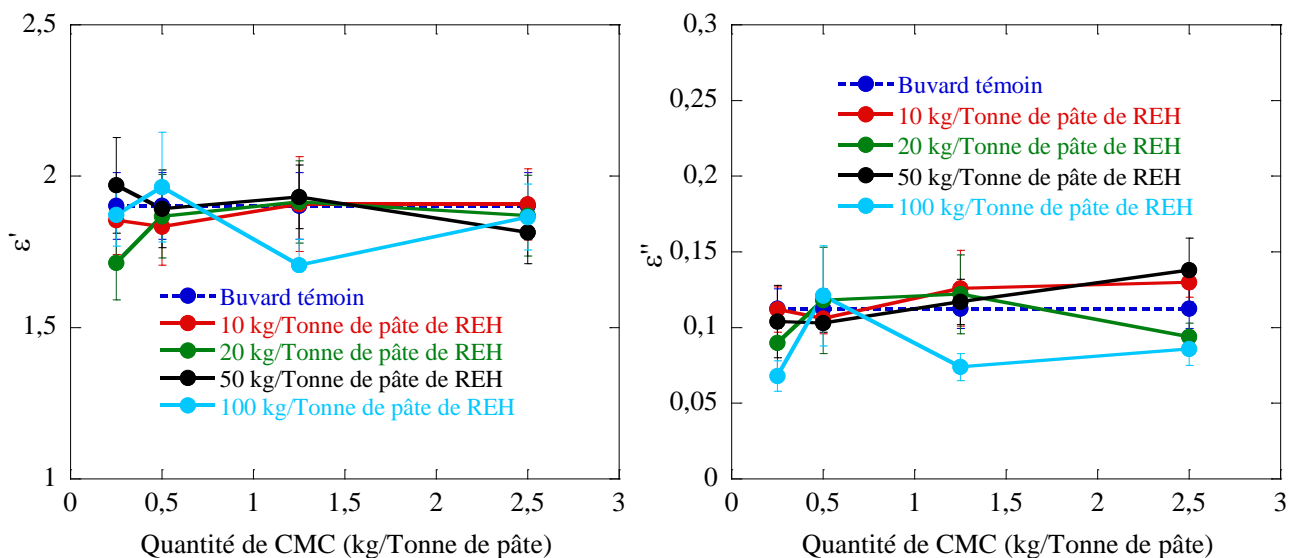 2,5
2
1,5
1
ε'
Buvard témoin
10 kg/Tonne de pâte de REH
20 kg/Tonne de pâte de REH
50 kg/Tonne de pâte de REH
100 kg/Tonne de pâte de REH
0 0,5 1 1,5 2 2,5 3
Quantité de CMC (kg/Tonne de pâte)
0,3
0,25
0,2
0,15
0,1
0,05
0
ε''
Buvard témoin
10 kg/Tonne de pâte de REH
20 kg/Tonne de pâte de REH
50 kg/Tonne de pâte de REH
100 kg/Tonne de pâte de REH
0 0,5 1 1,5 2 2,5 3
Quantité de CMC (kg/Tonne de pâte)